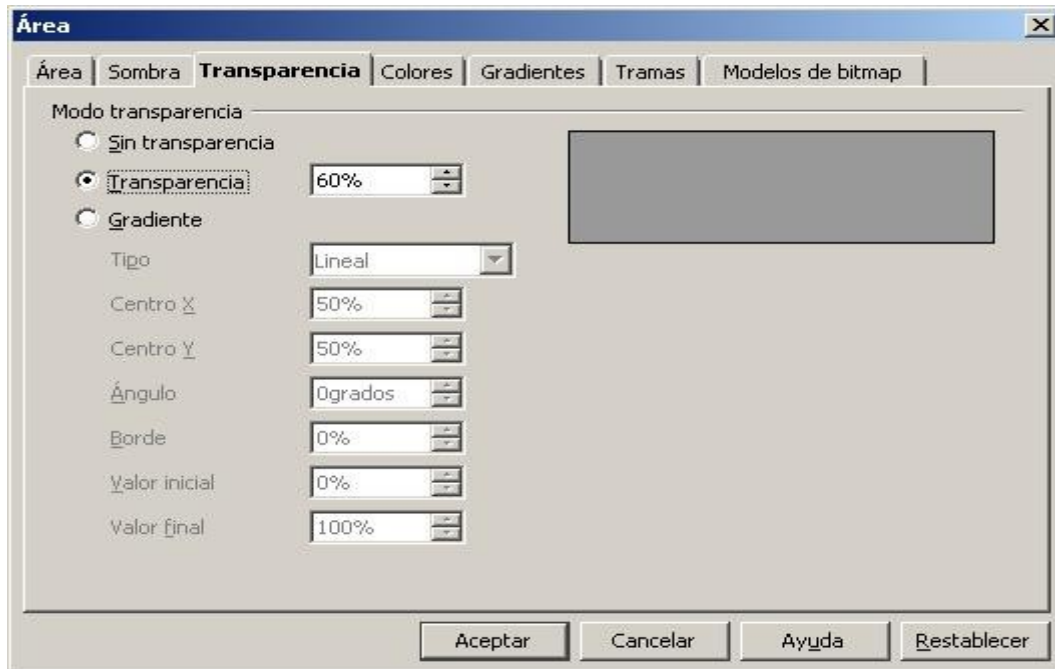 Área
Área Sombra Transparencia Colores Gradientes Tramas Modelos de bitmap
Modo transparencia
Sin transparencia
Transparencia 60%
Gradiente
Tipo Lineal
Centro X 50%
Centro Y 50%
Ángulo 0grados
Borde 0%
Valor inicial 0%
Valor final 100%
Aceptar Cancelar Ayuda Restablecer